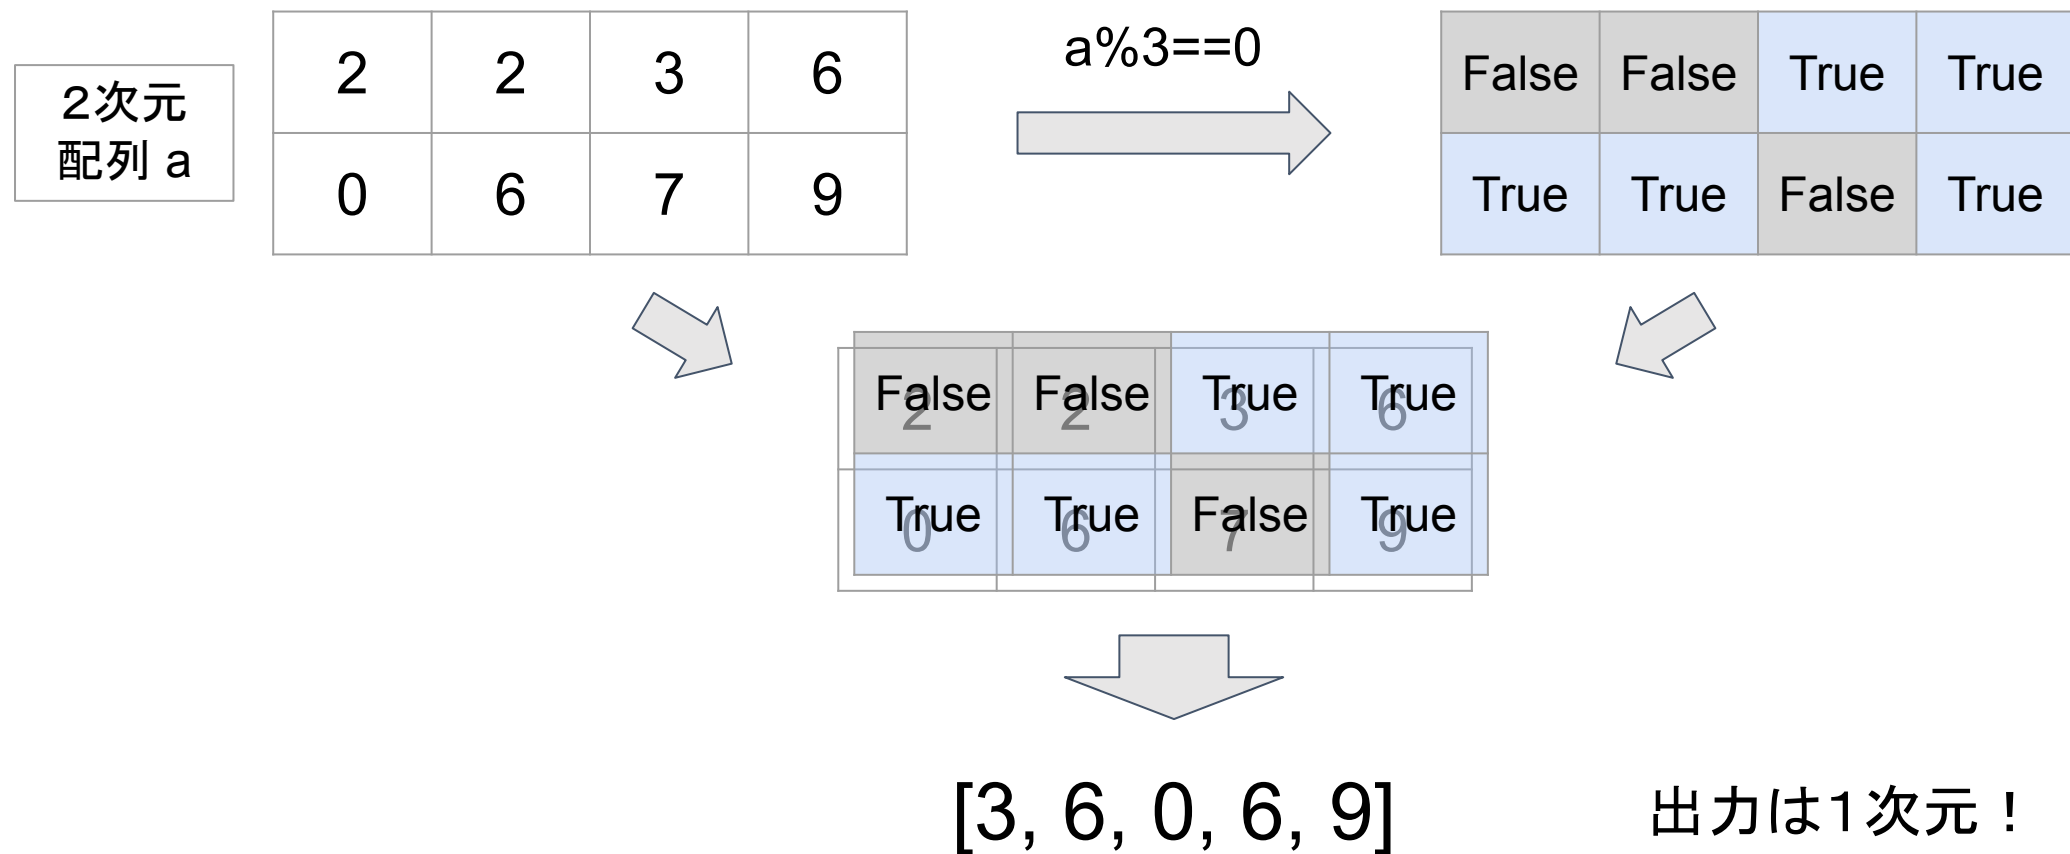 ２次元
配列 a
2 2 3 6
0 6 7 9
a%3==0
False False True True
True True False True
False False True True
2 2 3 6
True True False True
0 6 7 9
[3, 6, 0, 6, 9]
出力は１次元！